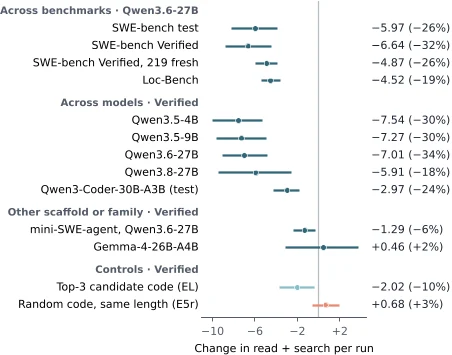 Across benchmarks · Qwen3.6-27B
SWE-bench test −5.97 (−26%)
SWE-bench Verified −6.64 (−32%)
SWE-bench Verified, 219 fresh −4.87 (−26%)
Loc-Bench −4.52 (−19%)
Across models · Verified
Qwen3.5-4B −7.54 (−30%)
Qwen3.5-9B −7.27 (−30%)
Qwen3.6-27B −7.01 (−34%)
Qwen3.8-27B −5.91 (−18%)
Qwen3-Coder-30B-A3B (test) −2.97 (−24%)
Other scaffold or family · Verified
mini-SWE-agent, Qwen3.6-27B −1.29 (−6%)
Gemma-4-26B-A4B +0.46 (+2%)
Controls · Verified
Top-3 candidate code (EL) −2.02 (−10%)
Random code, same length (E5r) +0.68 (+3%)
−10 −6 −2 +2
Change in read + search per run